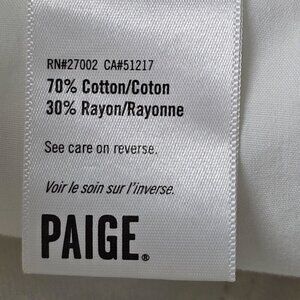 RN#27002 CA#51217
70% Cotton/Coton
30% Rayon/Rayonne
See care on reverse.
Voir le soin sur l'inverse.
PAIGE®